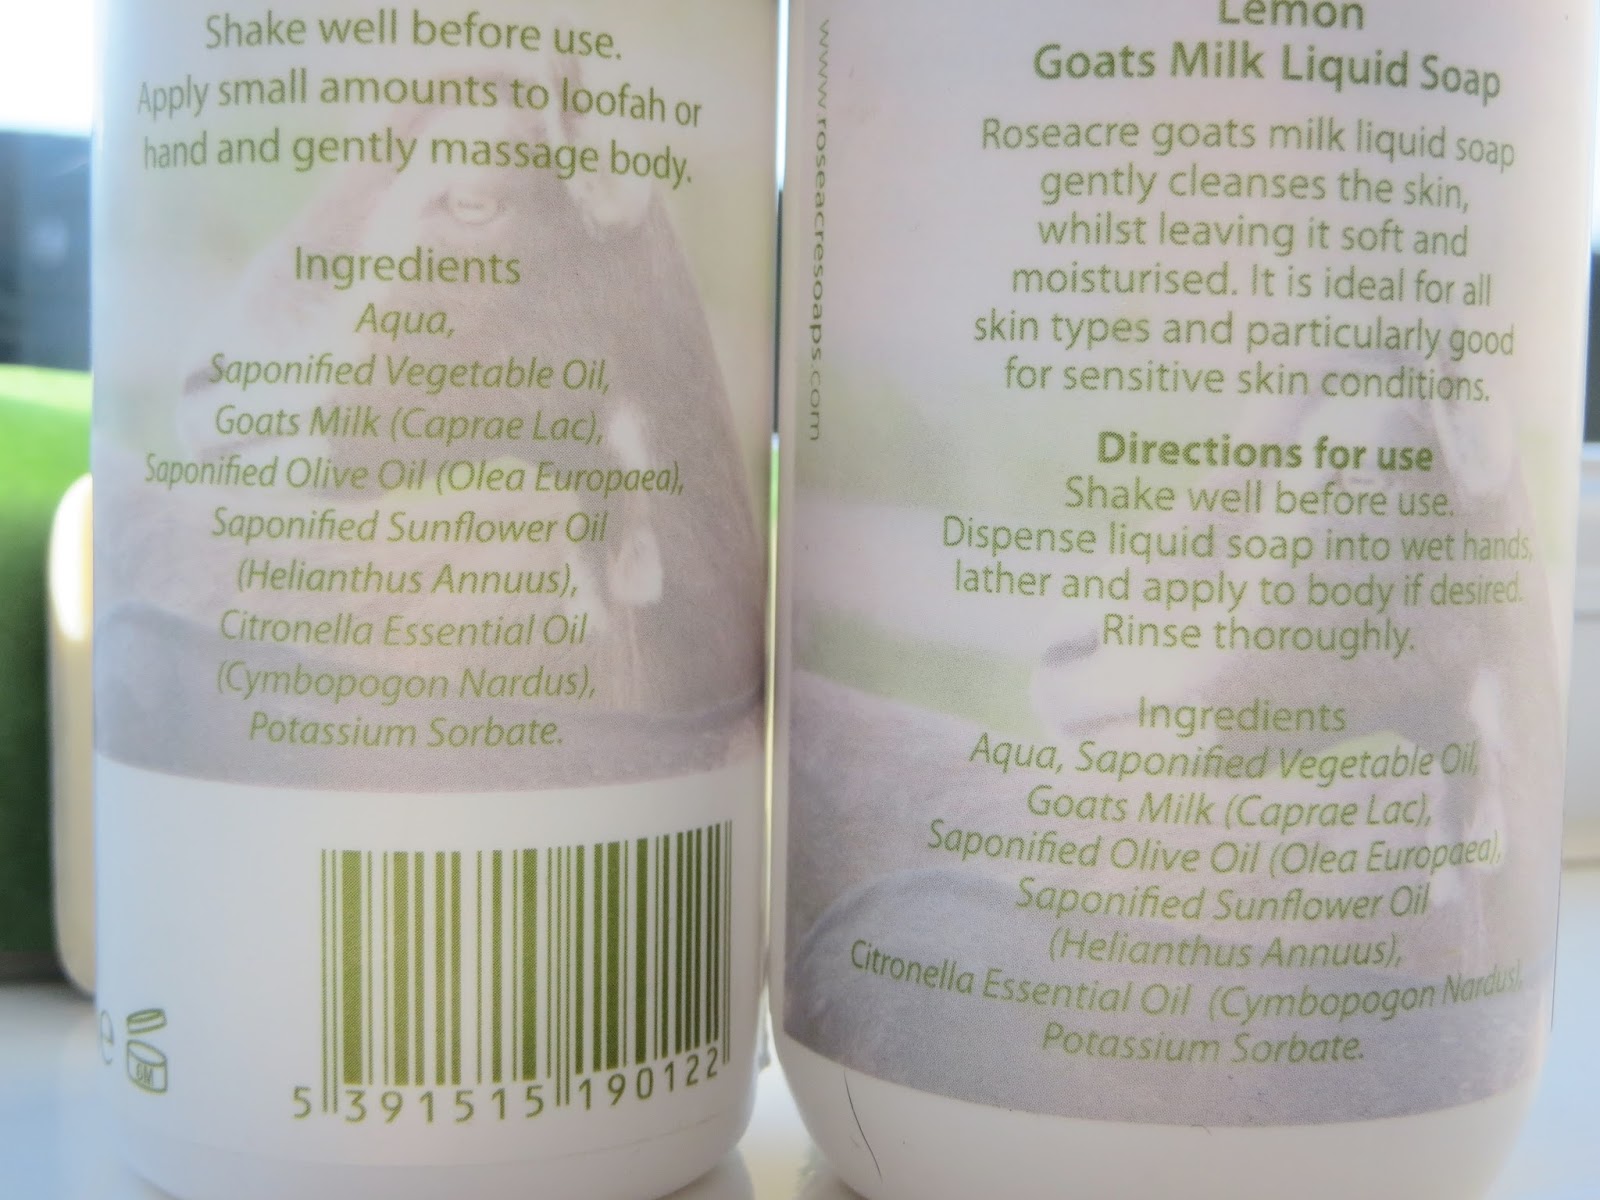 Shake well before use.
Apply small amounts to loofah or
hand and gently massage body.
Ingredients
Aqua,
Saponified Vegetable Oil,
Goats Milk (Caprae Lac),
Saponified Olive Oil (Olea Europaea),
Saponified Sunflower Oil
(Helianthus Annuus),
Citronella Essential Oil
(Cymbopogon Nardus),
Potassium Sorbate.
e
6M
5 391515 190122
www.roseacresoaps.com
Lemon
Goats Milk Liquid Soap
Roseacre goats milk liquid soap
gently cleanses the skin,
whilst leaving it soft and
moisturised. It is ideal for all
skin types and particularly good
for sensitive skin conditions.
Directions for use
Shake well before use.
Dispense liquid soap into wet hands,
lather and apply to body if desired.
Rinse thoroughly.
Ingredients
Aqua, Saponified Vegetable Oil,
Goats Milk (Caprae Lac),
Saponified Olive Oil (Olea Europaea),
Saponified Sunflower Oil
(Helianthus Annuus),
Citronella Essential Oil (Cymbopogon Nardus),
Potassium Sorbate.